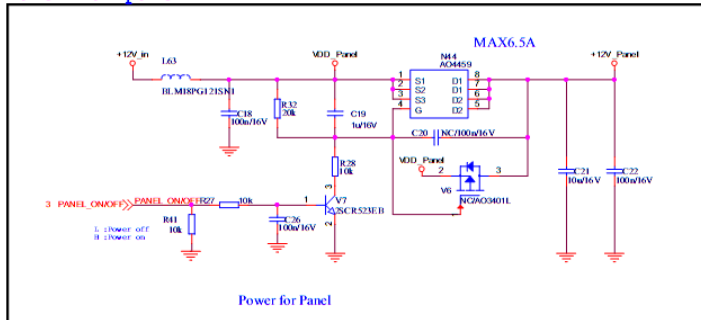 MAX6.5A
+12V_in
L63
VDD_Panel
N44
AO4459
+12V_Panel
BLM18PG121SN1
1 S1 D1 8
2 S2 D1 7
3 S3 D2 6
4 G D2 5
C18
100n/16V
R32
20k
C19
1u/16V
C20 NC/100n/16V
R28
10k
VDD_Panel
2 3
V6
NC/AO3401L
C21
10u/16V
C22
100n/16V
3 PANEL_ON/OFF PANEL_ON/OFF R27 10k
1
3
V7
2SCR523EB
2
R41
10k
C26
100n/16V
L :Power off
H :Power on
Power for Panel